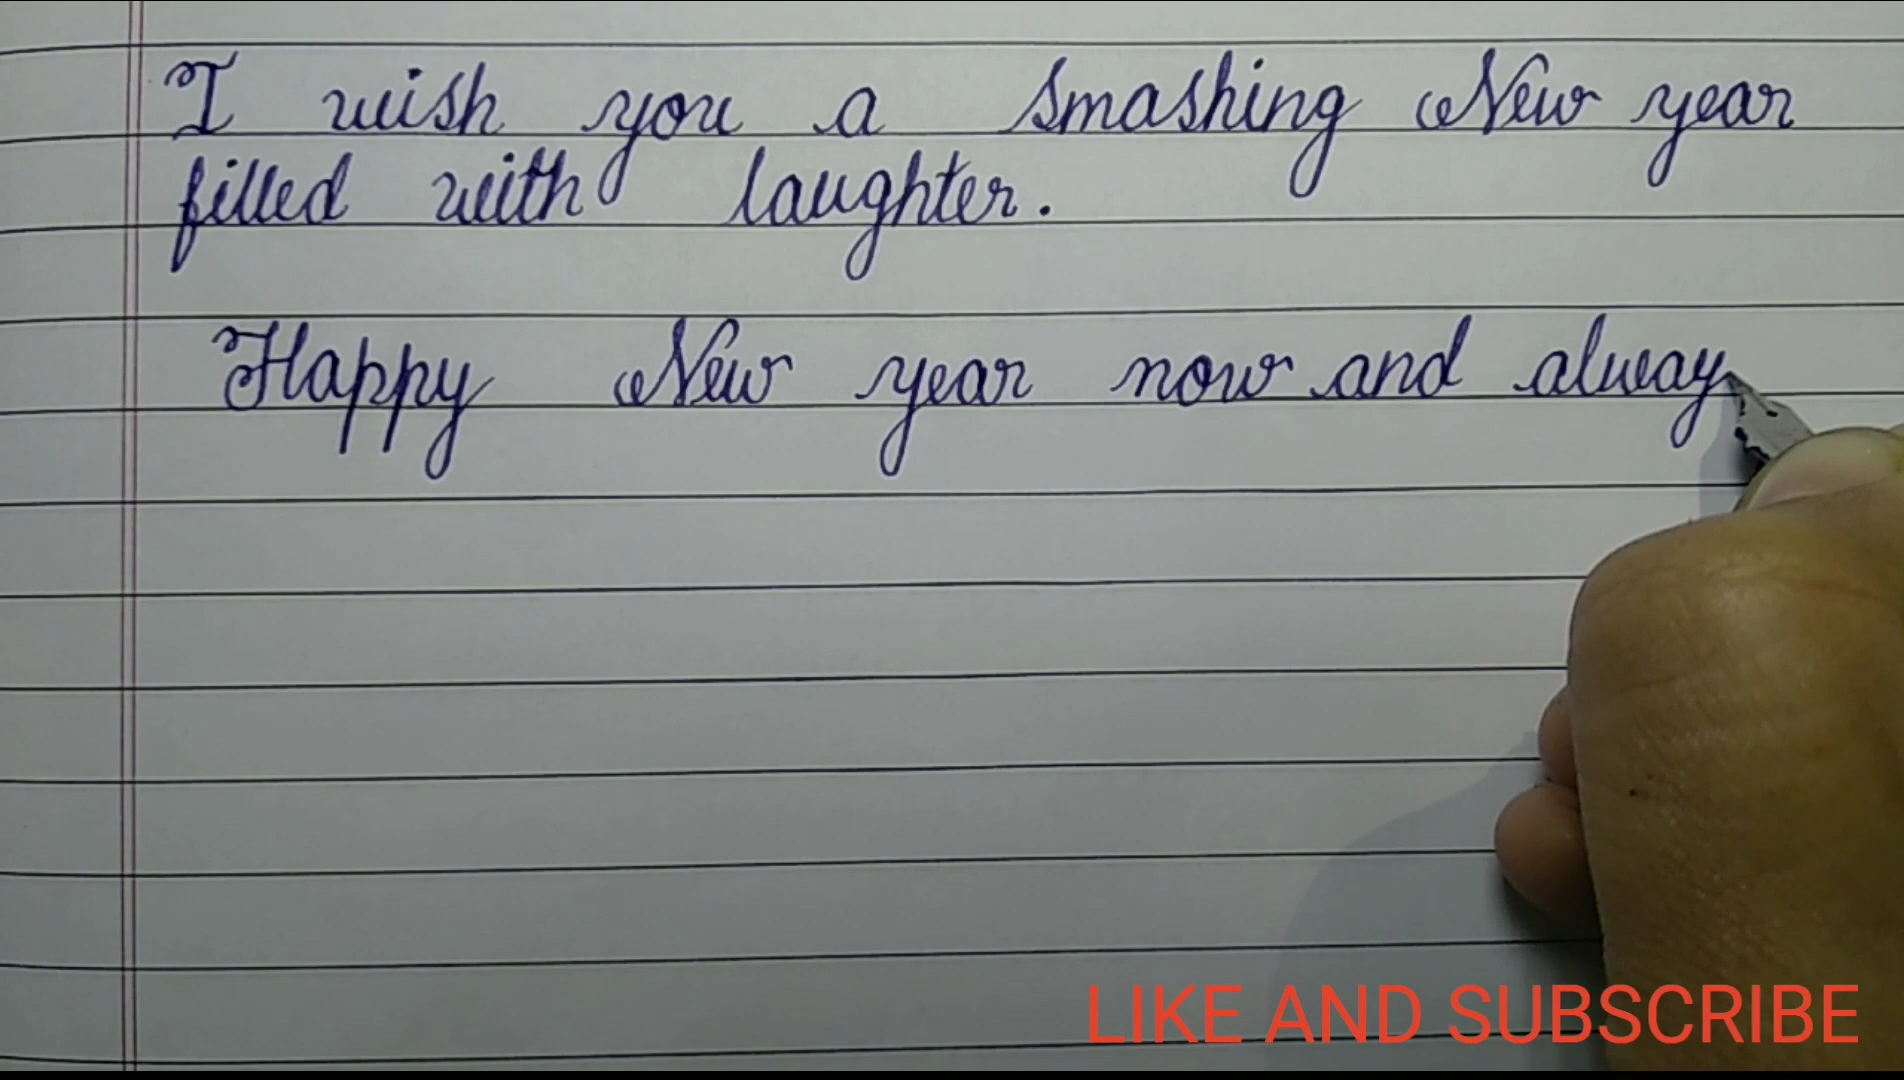 I wish you a smashing New year
filled with laughter.
Happy New year now and alway
LIKE AND SUBSCRIBE